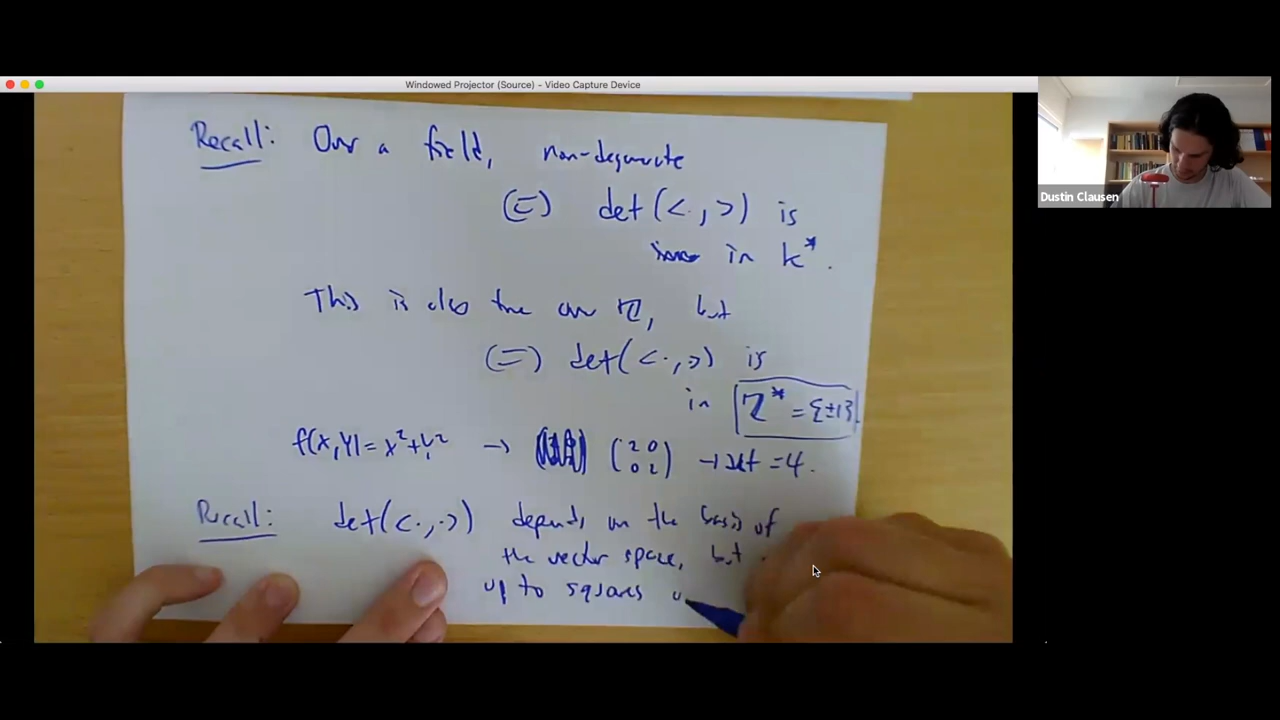 Windowed Projector (Source) - Video Capture Device
Dustin Clausen
Recall: Over a field, non-degenerate
(=) det(<·,·>) is
in k*.
This is also true over ℤ, but
(=) det(<·,·>) is
in ℤ* = {±1}
f(x,y) = x²+y² → (2 0 0 2) → det = 4.
Recall: det(<·,·>) depends on the basis of
the vector space, but
up to squares